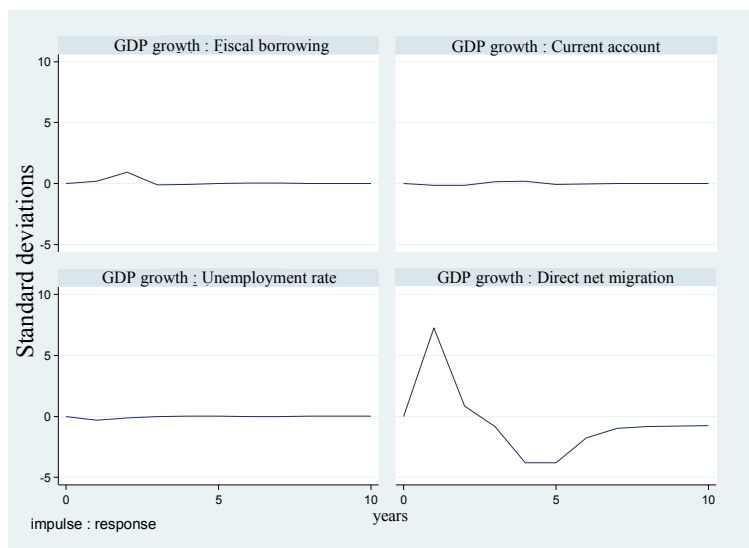 GDP growth : Fiscal borrowing
GDP growth : Current account
10
5
0
-5
GDP growth : Unemployment rate
GDP growth : Direct net migration
10
5
0
-5
0
5
10
0
5
10
Standard deviations
years
impulse : response